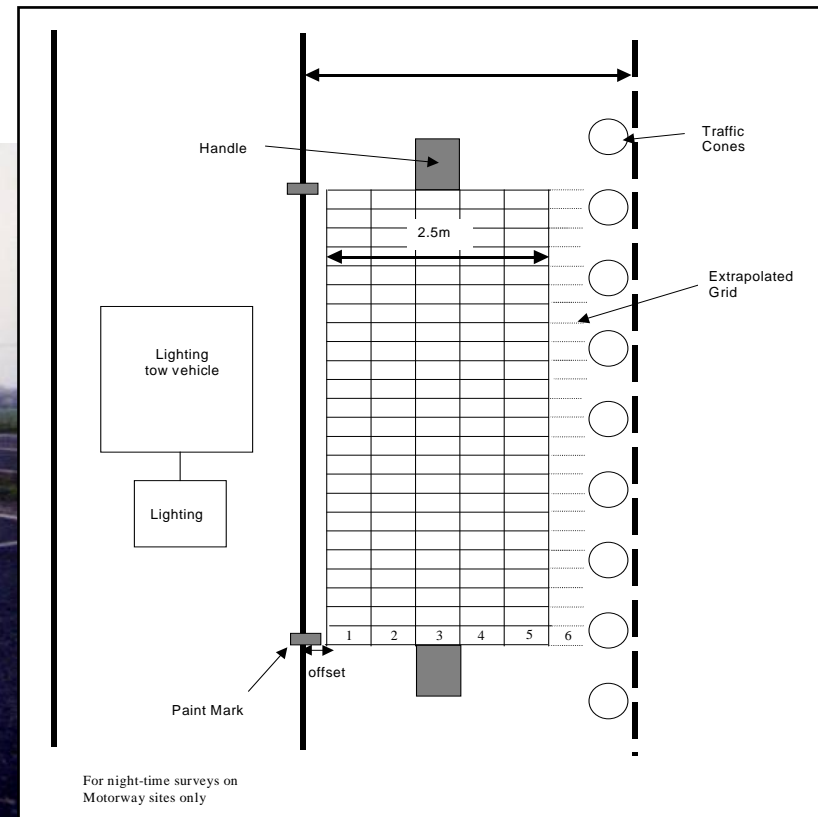 Traffic
Cones
Handle
2.5m
Extrapolated
Grid
Lighting
tow vehicle
Lighting
1 2 3 4 5 6
offset
Paint Mark
For night-time surveys on
Motorway sites only